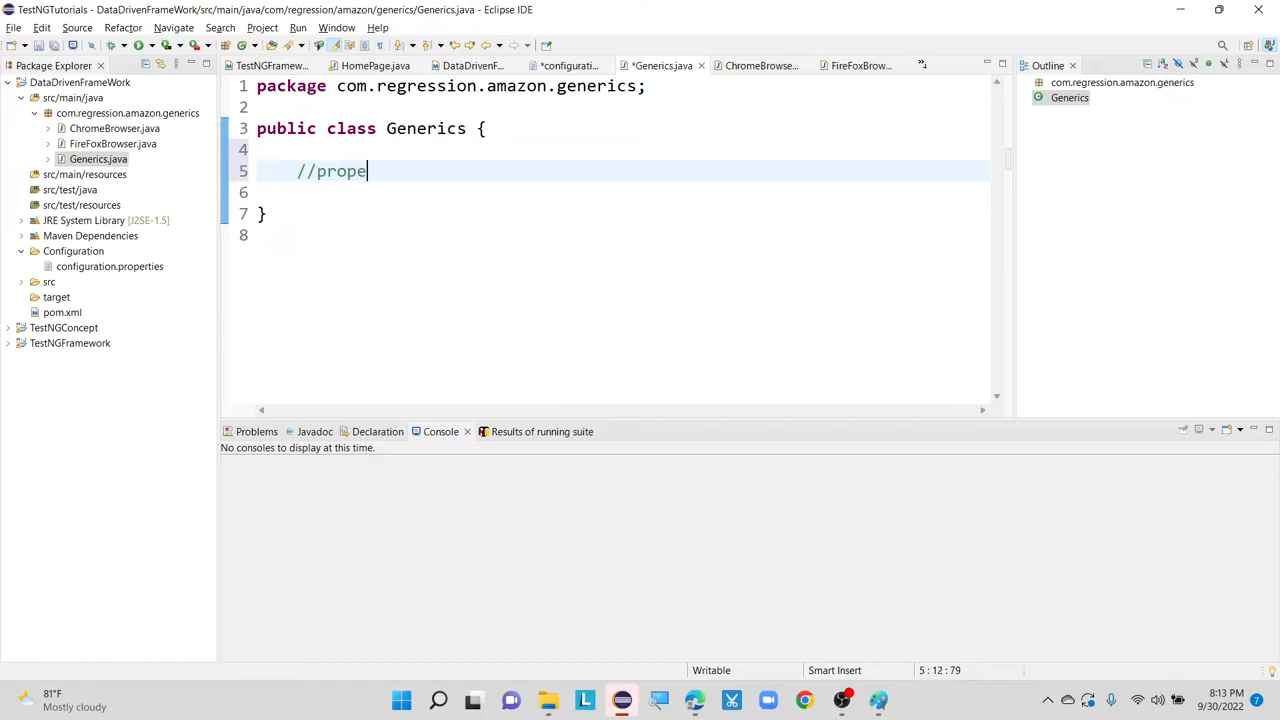 TestNGTutorials - DataDrivenFrameWork/src/main/java/com/regression/amazon/generics/Generics.java - Eclipse IDE
File Edit Source Refactor Navigate Search Project Run Window Help
Package Explorer
TestNGFramew...
HomePage.java
DataDrivenF...
*configurati...
*Generics.java
ChromeBrowse...
FireFoxBrow...
»4
Outline
DataDrivenFrameWork
src/main/java
com.regression.amazon.generics
ChromeBrowser.java
FireFoxBrowser.java
Generics.java
src/main/resources
src/test/java
src/test/resources
JRE System Library [J2SE-1.5]
Maven Dependencies
Configuration
configuration.properties
src
target
pom.xml
TestNGConcept
TestNGFramework
1 package com.regression.amazon.generics;
2
3 public class Generics {
4
5 //prope
6
7 }
8
com.regression.amazon.generics
Generics
Problems
Javadoc
Declaration
Console
Results of running suite
No consoles to display at this time.
Writable
Smart Insert
5 : 12 : 79
81°F
Mostly cloudy
8:13 PM
9/30/2022
7